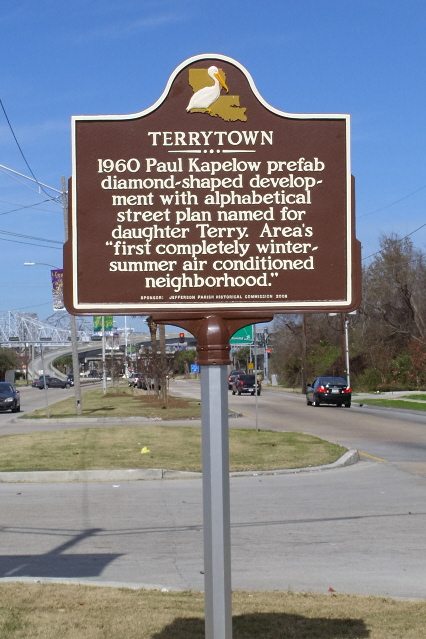 TERRYTOWN
1960 Paul Kapelow prefab
diamond-shaped develop-
ment with alphabetical
street plan named for
daughter Terry. Area's
"first completely winter-
summer air conditioned
neighborhood."
SPONSOR: JEFFERSON PARISH HISTORICAL COMMISSION 2008